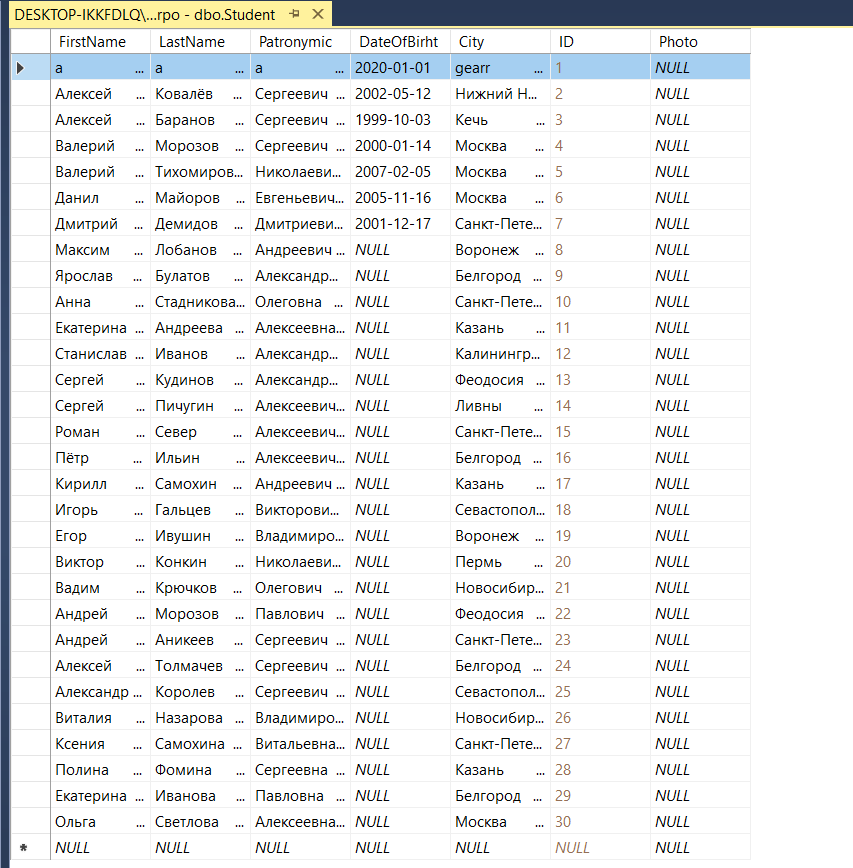 DESKTOP-IKKFDLQ\...rpo - dbo.Student
FirstName LastName Patronymic DateOfBirht City ID Photo
a ... a ... a ... 2020-01-01 gearr ... 1 NULL
Алексей ... Ковалёв ... Сергеевич ... 2002-05-12 Нижний Н... 2 NULL
Алексей ... Баранов ... Сергеевич ... 1999-10-03 Кечь ... 3 NULL
Валерий ... Морозов ... Сергеевич ... 2000-01-14 Москва ... 4 NULL
Валерий ... Тихомиров... Николаеви... 2007-02-05 Москва ... 5 NULL
Данил ... Майоров ... Евгеньевич... 2005-11-16 Москва ... 6 NULL
Дмитрий ... Демидов ... Дмитриеви... 2001-12-17 Санкт-Пете... 7 NULL
Максим ... Лобанов ... Андреевич ... NULL Воронеж ... 8 NULL
Ярослав ... Булатов ... Александр... NULL Белгород ... 9 NULL
Анна ... Стадникова... Олеговна ... NULL Санкт-Пете... 10 NULL
Екатерина ... Андреева ... Алексеевна... NULL Казань ... 11 NULL
Станислав ... Иванов ... Александр... NULL Калинингр... 12 NULL
Сергей ... Кудинов ... Александр... NULL Феодосия ... 13 NULL
Сергей ... Пичугин ... Алексеевич... NULL Ливны ... 14 NULL
Роман ... Север ... Алексеевич... NULL Санкт-Пете... 15 NULL
Пётр ... Ильин ... Алексеевич... NULL Белгород ... 16 NULL
Кирилл ... Самохин ... Андреевич ... NULL Казань ... 17 NULL
Игорь ... Гальцев ... Викторови... NULL Севастопол... 18 NULL
Егор ... Ивушин ... Владимиро... NULL Воронеж ... 19 NULL
Виктор ... Конкин ... Николаеви... NULL Пермь ... 20 NULL
Вадим ... Крючков ... Олегович ... NULL Новосибир... 21 NULL
Андрей ... Морозов ... Павлович ... NULL Феодосия ... 22 NULL
Андрей ... Аникеев ... Сергеевич ... NULL Санкт-Пете... 23 NULL
Алексей ... Толмачев ... Сергеевич ... NULL Белгород ... 24 NULL
Александр ... Королев ... Сергеевич ... NULL Севастопол... 25 NULL
Виталия ... Назарова ... Владимиро... NULL Новосибир... 26 NULL
Ксения ... Самохина ... Витальевна... NULL Санкт-Пете... 27 NULL
Полина ... Фомина ... Сергеевна ... NULL Казань ... 28 NULL
Екатерина ... Иванова ... Павловна ... NULL Белгород ... 29 NULL
Ольга ... Светлова ... Алексеевна... NULL Москва ... 30 NULL
* NULL NULL NULL NULL NULL NULL NULL